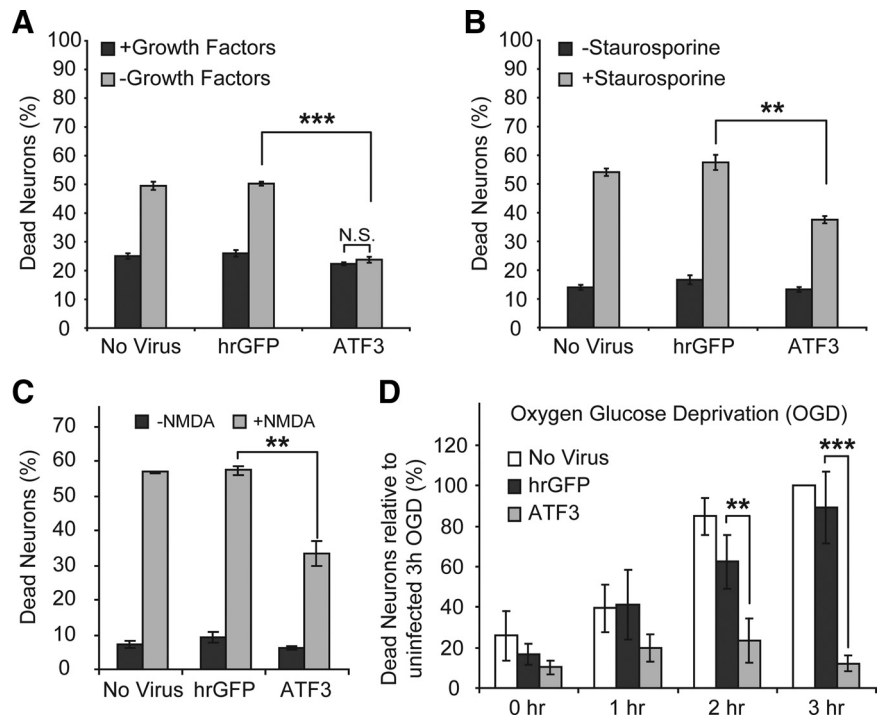 A
Dead Neurons (%)
100
90
80
70
60
50
40
30
20
10
0
+Growth Factors
-Growth Factors
***
N.S.
No Virus hrGFP ATF3
B
Dead Neurons (%)
100
90
80
70
60
50
40
30
20
10
0
-Staurosporine
+Staurosporine
**
No Virus hrGFP ATF3
C
Dead Neurons (%)
70
60
50
40
30
20
10
0
-NMDA +NMDA
**
No Virus hrGFP ATF3
D
Oxygen Glucose Deprivation (OGD)
Dead Neurons relative to
uninfected 3h OGD (%)
120
100
80
60
40
20
0
No Virus
hrGFP
ATF3
**
***
0 hr 1 hr 2 hr 3 hr